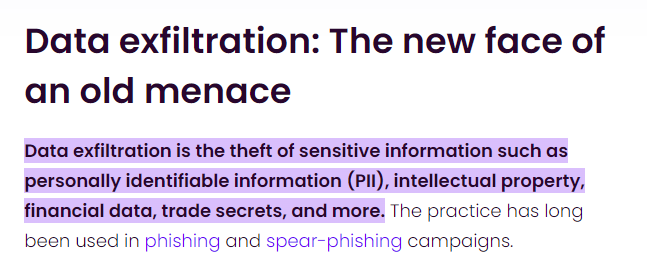 Data exfiltration: The new face of
an old menace
Data exfiltration is the theft of sensitive information such as
personally identifiable information (PII), intellectual property,
financial data, trade secrets, and more. The practice has long
been used in phishing and spear-phishing campaigns.